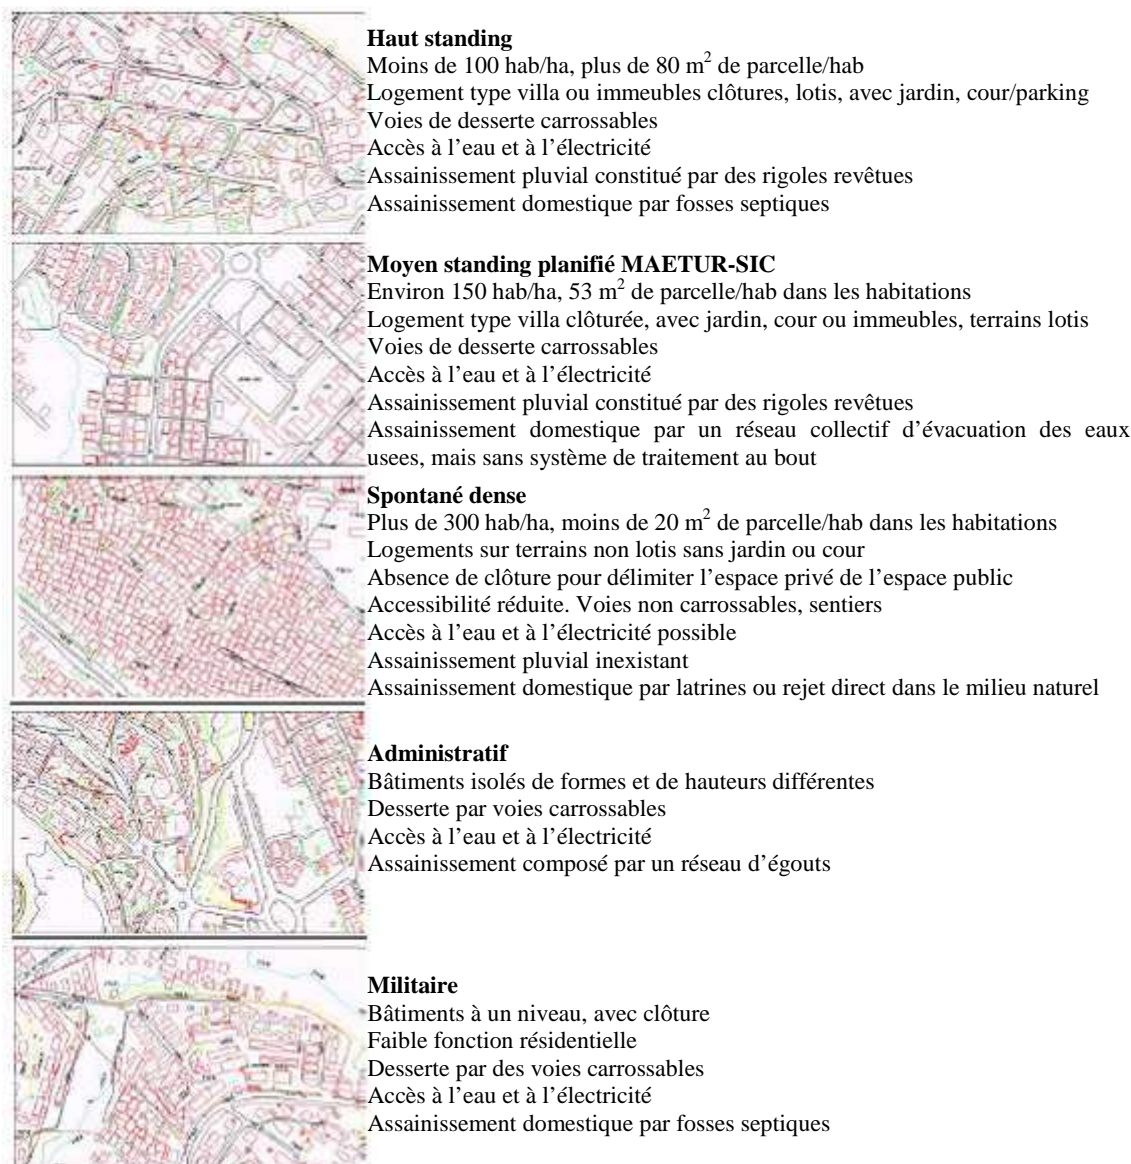 Haut standing
Moins de 100 hab/ha, plus de 80 m² de parcelle/hab
Logement type villa ou immeubles clôtures, lotis, avec jardin, cour/parking
Voies de desserte carrossables
Accès à l’eau et à l’électricité
Assainissement pluvial constitué par des rigoles revêtues
Assainissement domestique par fosses septiques
Moyen standing planifié MAETUR-SIC
Environ 150 hab/ha, 53 m² de parcelle/hab dans les habitations
Logement type villa clôturée, avec jardin, cour ou immeubles, terrains lotis
Voies de desserte carrossables
Accès à l’eau et à l’électricité
Assainissement pluvial constitué par des rigoles revêtues
Assainissement domestique par un réseau collectif d’évacuation des eaux
usees, mais sans système de traitement au bout
Spontané dense
Plus de 300 hab/ha, moins de 20 m² de parcelle/hab dans les habitations
Logements sur terrains non lotis sans jardin ou cour
Absence de clôture pour délimiter l’espace privé de l’espace public
Accessibilité réduite. Voies non carrossables, sentiers
Accès à l’eau et à l’électricité possible
Assainissement pluvial inexistant
Assainissement domestique par latrines ou rejet direct dans le milieu naturel
Administratif
Bâtiments isolés de formes et de hauteurs différentes
Desserte par voies carrossables
Accès à l’eau et à l’électricité
Assainissement composé par un réseau d’égouts
Militaire
Bâtiments à un niveau, avec clôture
Faible fonction résidentielle
Desserte par des voies carrossables
Accès à l’eau et à l’électricité
Assainissement domestique par fosses septiques